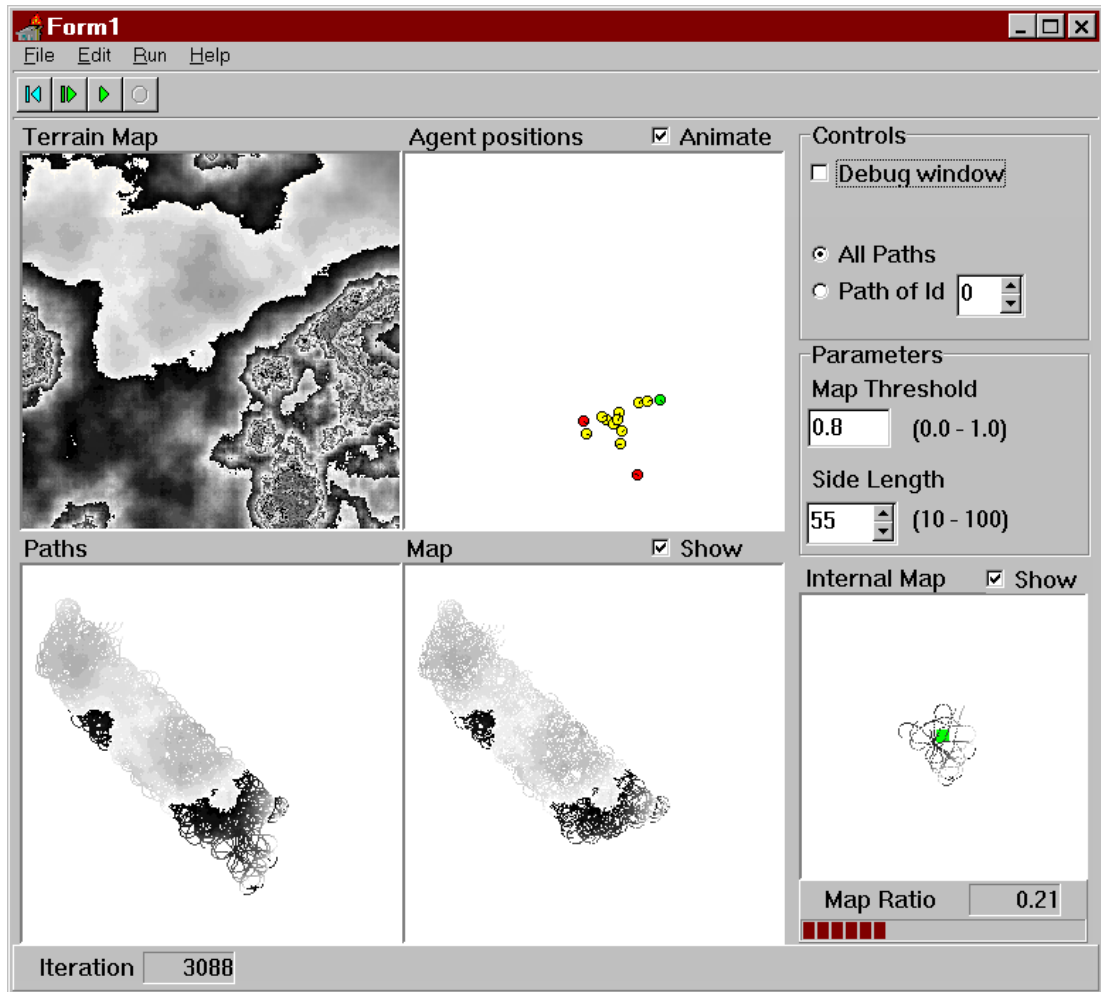 Form1
File Edit Run Help
Terrain Map
Agent positions
Animate
Controls
Debug window
All Paths
Path of Id 0
Parameters
Map Threshold
0.8 (0.0 - 1.0)
Side Length
55 (10 - 100)
Paths
Map
Show
Internal Map
Show
Map Ratio 0.21
Iteration 3088